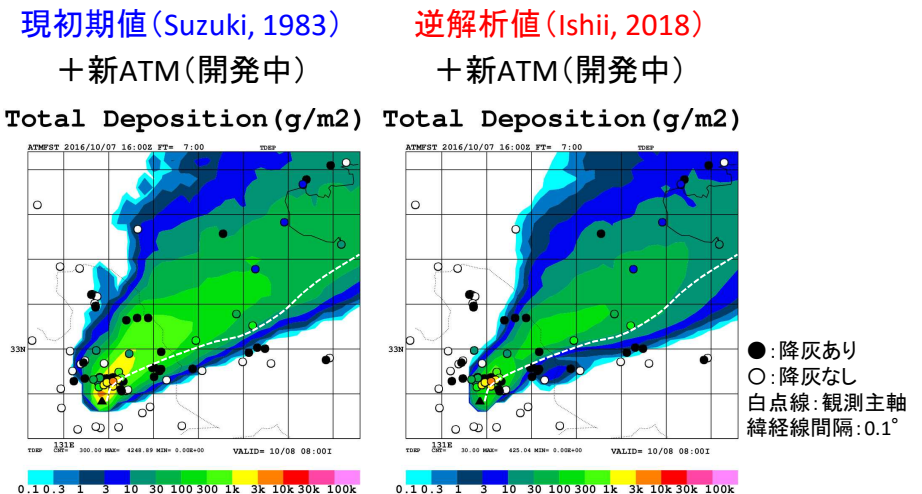 現初期値(Suzuki, 1983)
+新ATM(開発中)
Total Deposition(g/m2)
ATMFST 2016/10/07 16:00Z FT= 7:00 TDEP
33N
131E
TDEP CNT= 300.00 MAX= 4248.89 MIN= 0.00E+00 VALID= 10/08 08:00I
0.1 0.3 1 3 10 30 100 300 1k 3k 10k 30k 100k
逆解析値(Ishii, 2018)
+新ATM(開発中)
Total Deposition(g/m2)
ATMFST 2016/10/07 16:00Z FT= 7:00 TDEP
33N
131E
TDEP CNT= 30.00 MAX= 425.04 MIN= 0.00E+00 VALID= 10/08 08:00I
0.1 0.3 1 3 10 30 100 300 1k 3k 10k 30k 100k
●:降灰あり
○:降灰なし
白点線:観測主軸
緯経線間隔:0.1°